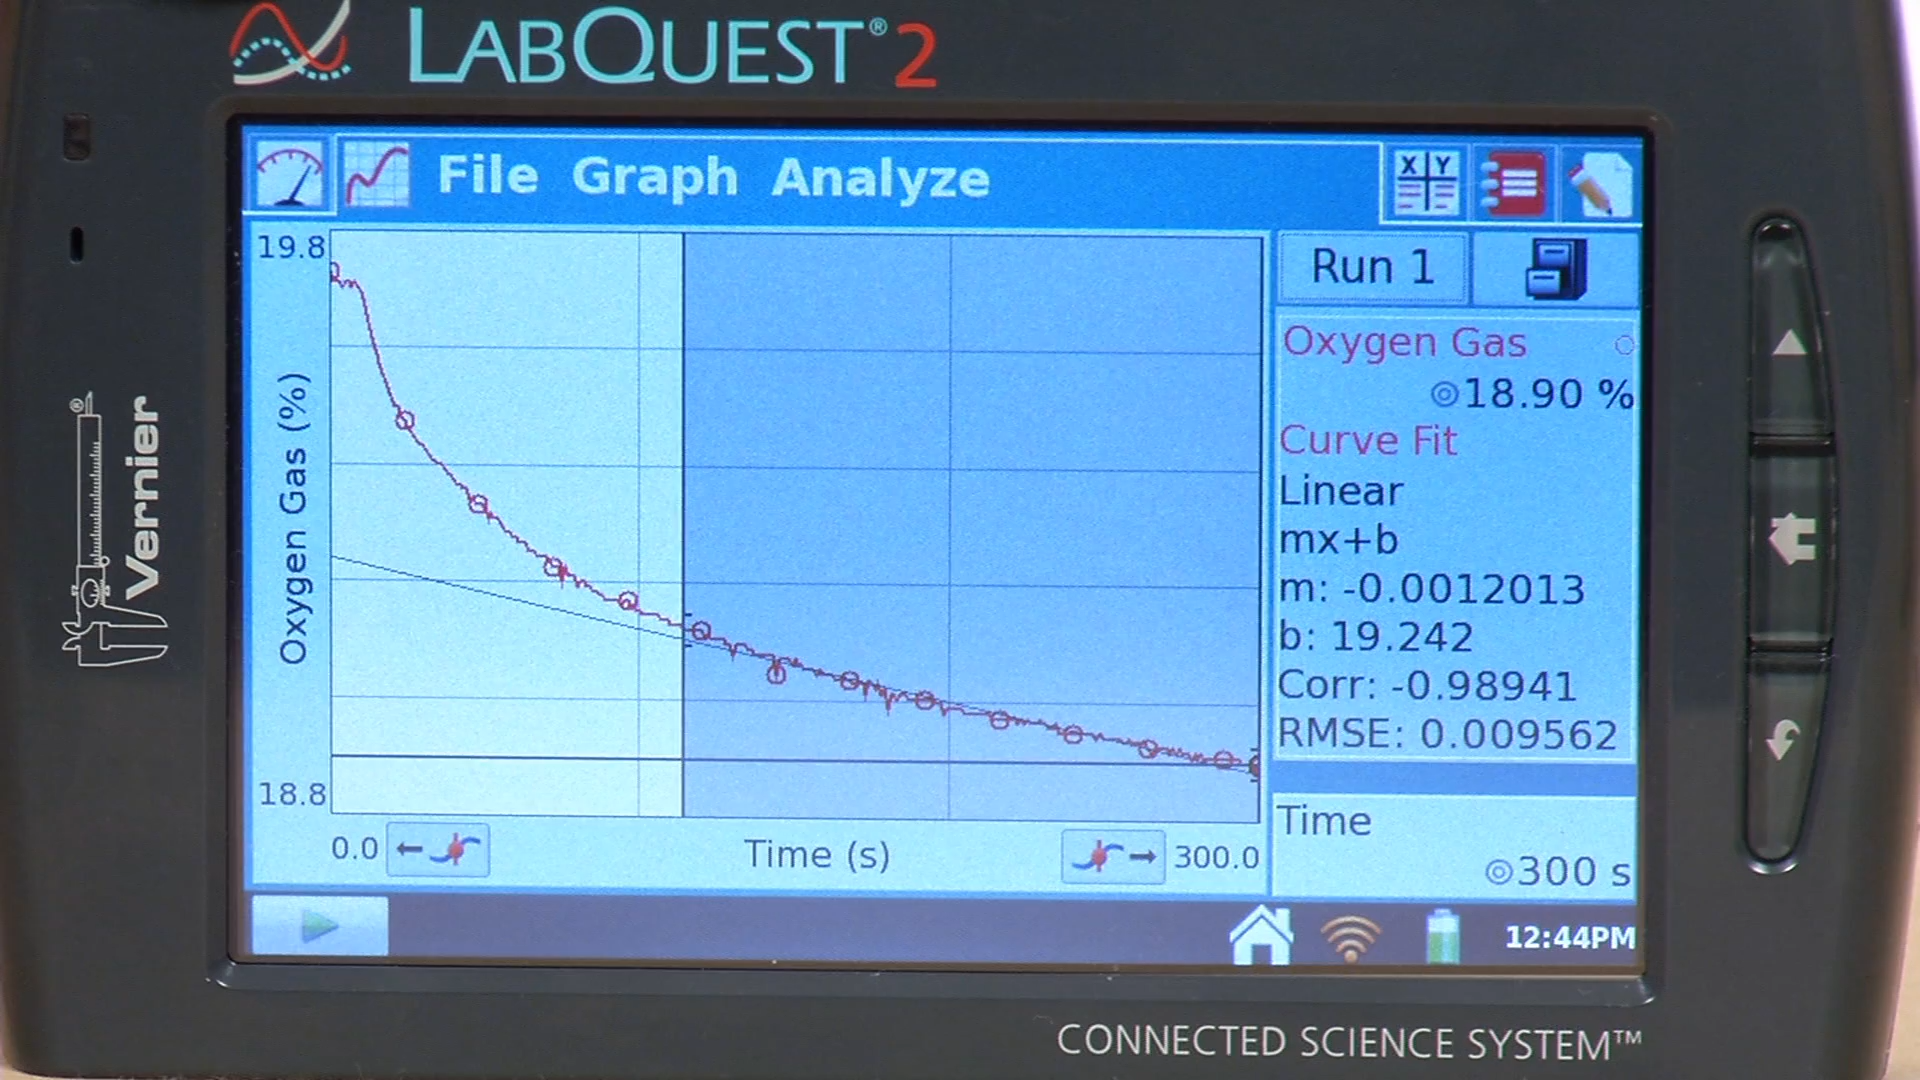 LABQUEST® 2
File Graph Analyze
X Y
19.8
Oxygen Gas (%)
18.8
0.0
Time (s)
300.0
Run 1
Oxygen Gas
18.90 %
Curve Fit
Linear
mx+b
m: -0.0012013
b: 19.242
Corr: -0.98941
RMSE: 0.009562
Time
300 s
12:44PM
Vernier®
CONNECTED SCIENCE SYSTEM™